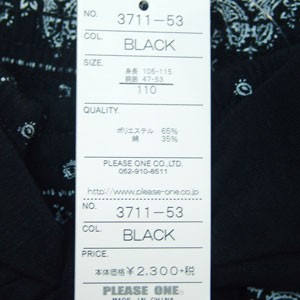 NO. 3711-53
COL. BLACK
SIZE.
身長 105-115
胴囲 47-53
110
QUALITY.
ポリエステル 65%
綿 35%
PLEASE ONE CO.,LTD.
052-910-8511
http://www.please-one.co.jp
NO. 3711-53
COL. BLACK
PRICE.
本体価格 ¥2,300+税
PLEASE ONE.
MADE IN CHINA